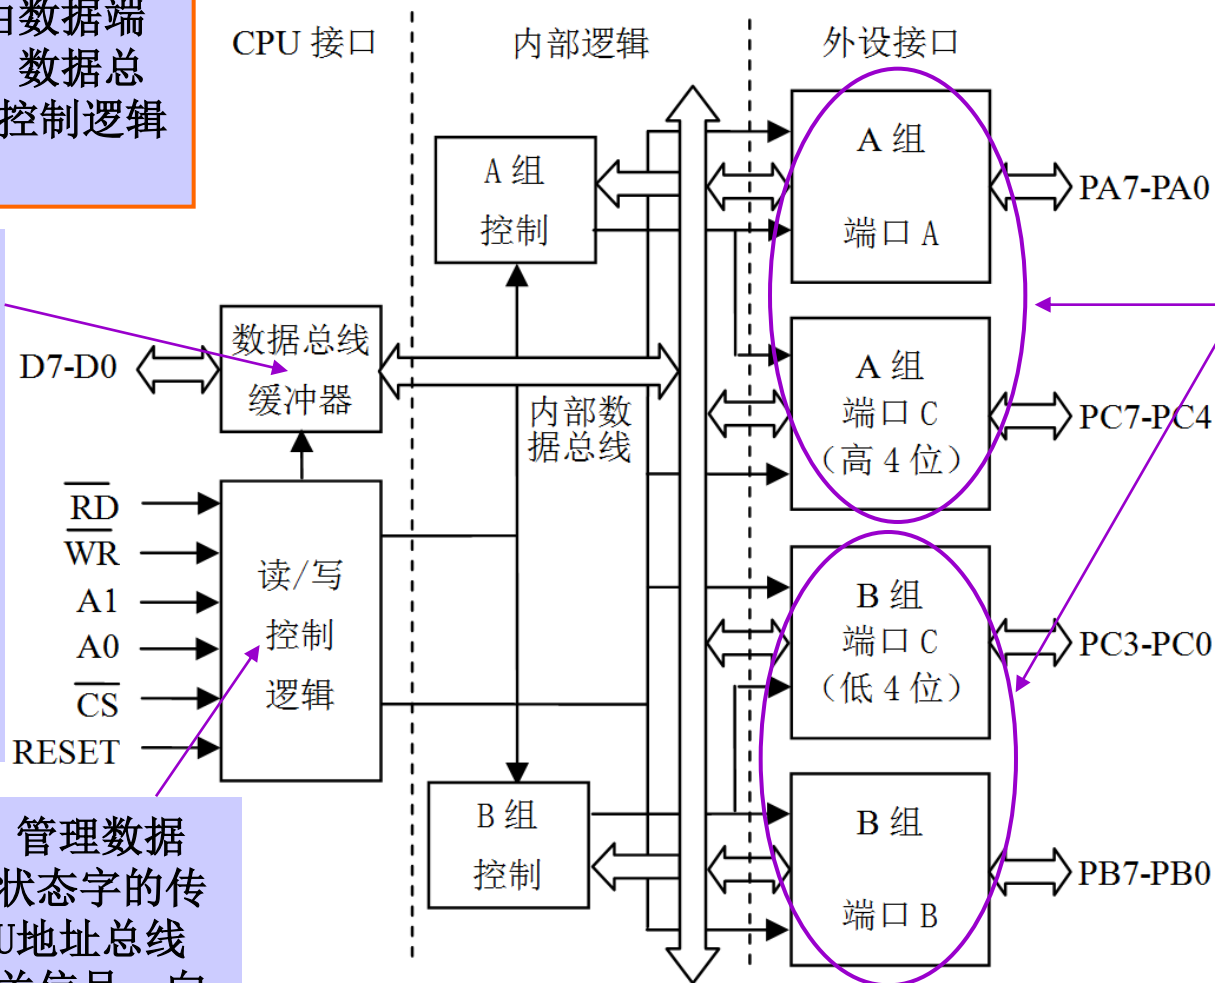 由数据端
数据总
控制逻辑
CPU 接口
内部逻辑
外设接口
A 组
控制
A 组
端口 A
PA7-PA0
D7-D0
数据总线
缓冲器
内部数
据总线
A 组
端口 C
（高 4 位）
PC7-PC4
RD
WR
A1
A0
CS
RESET
读/写
控制
逻辑
B 组
端口 C
（低 4 位）
PC3-PC0
B 组
控制
B 组
端口 B
PB7-PB0
管理数据
状态字的传
U地址总线